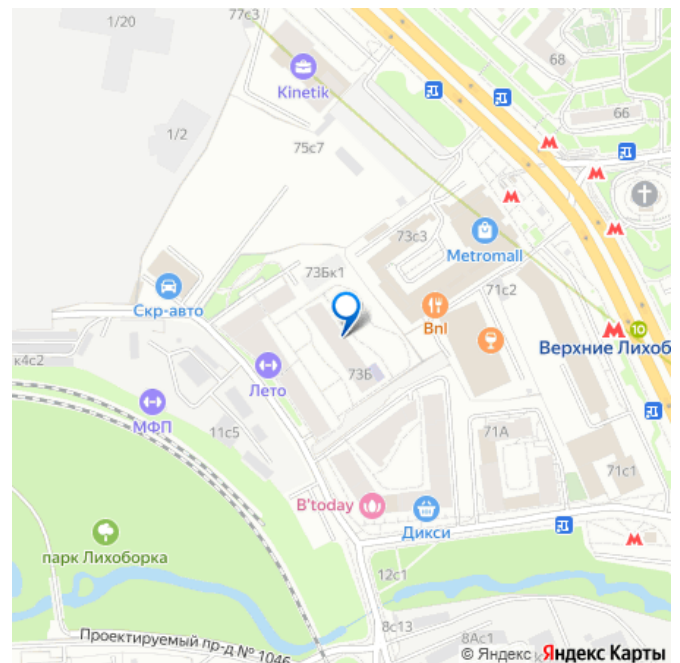 77с3
1/20
Kinetik
68
66
1/2
75с7
73с3
Metromall
73Бк1
71с2
Скр-авто
Bnl
10
Верхние Лихоб
к4с2
Лето
73Б
МФП
11с5
71А
71с1
B'today
Дикси
парк Лихоборка
12с1
8с13
8Ас1
Проектируемый пр-д № 1046
© Яндекс Яндекс Карты